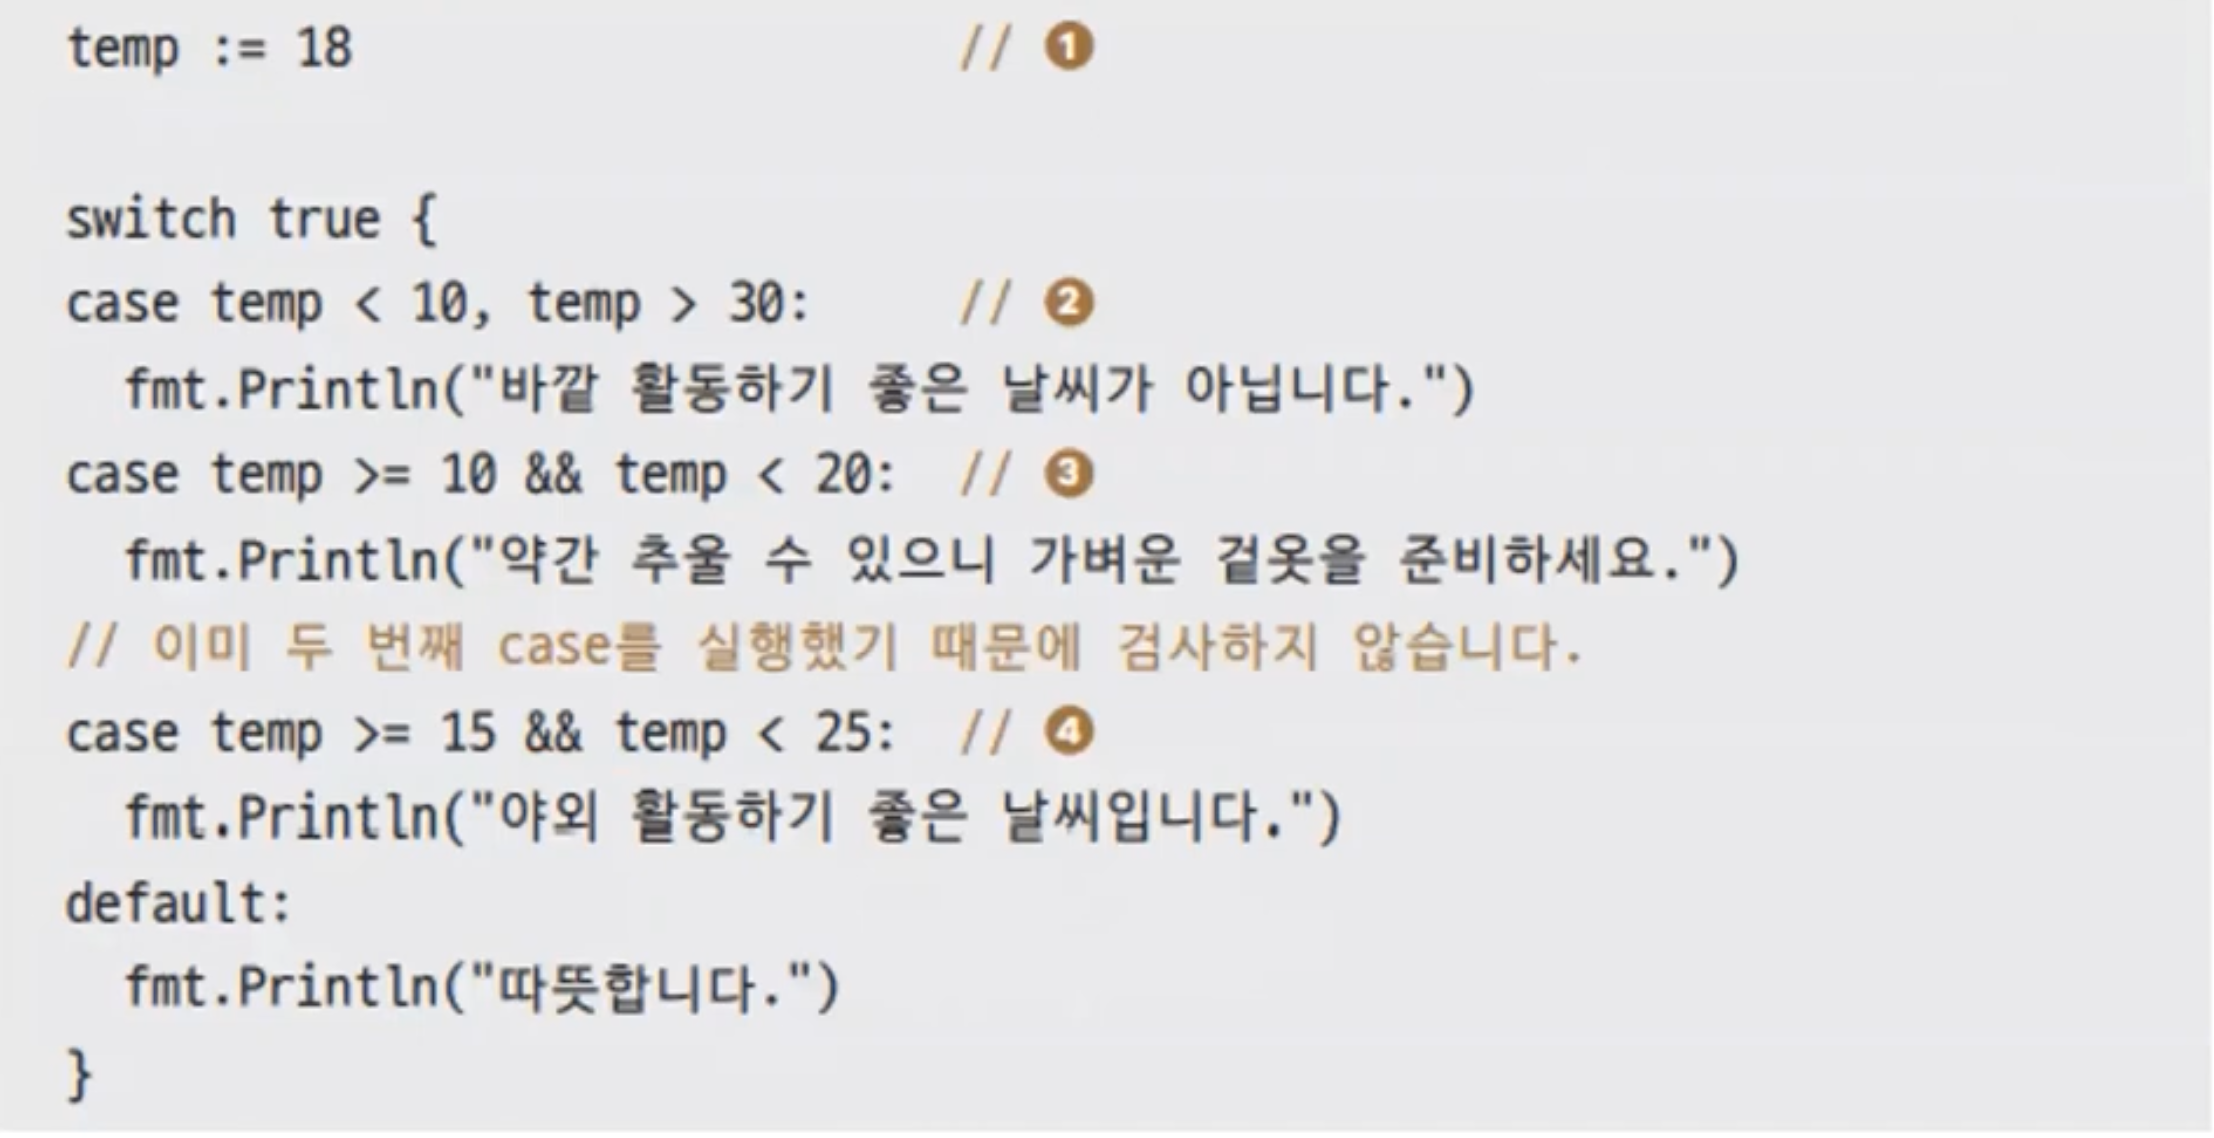 temp := 18 // ❶
switch true {
case temp < 10, temp > 30: // ❷
fmt.Println("바깥 활동하기 좋은 날씨가 아닙니다.")
case temp >= 10 && temp < 20: // ❸
fmt.Println("약간 추울 수 있으니 가벼운 겉옷을 준비하세요.")
// 이미 두 번째 case를 실행했기 때문에 검사하지 않습니다.
case temp >= 15 && temp < 25: // ❹
fmt.Println("야외 활동하기 좋은 날씨입니다.")
default:
fmt.Println("따뜻합니다.")
}